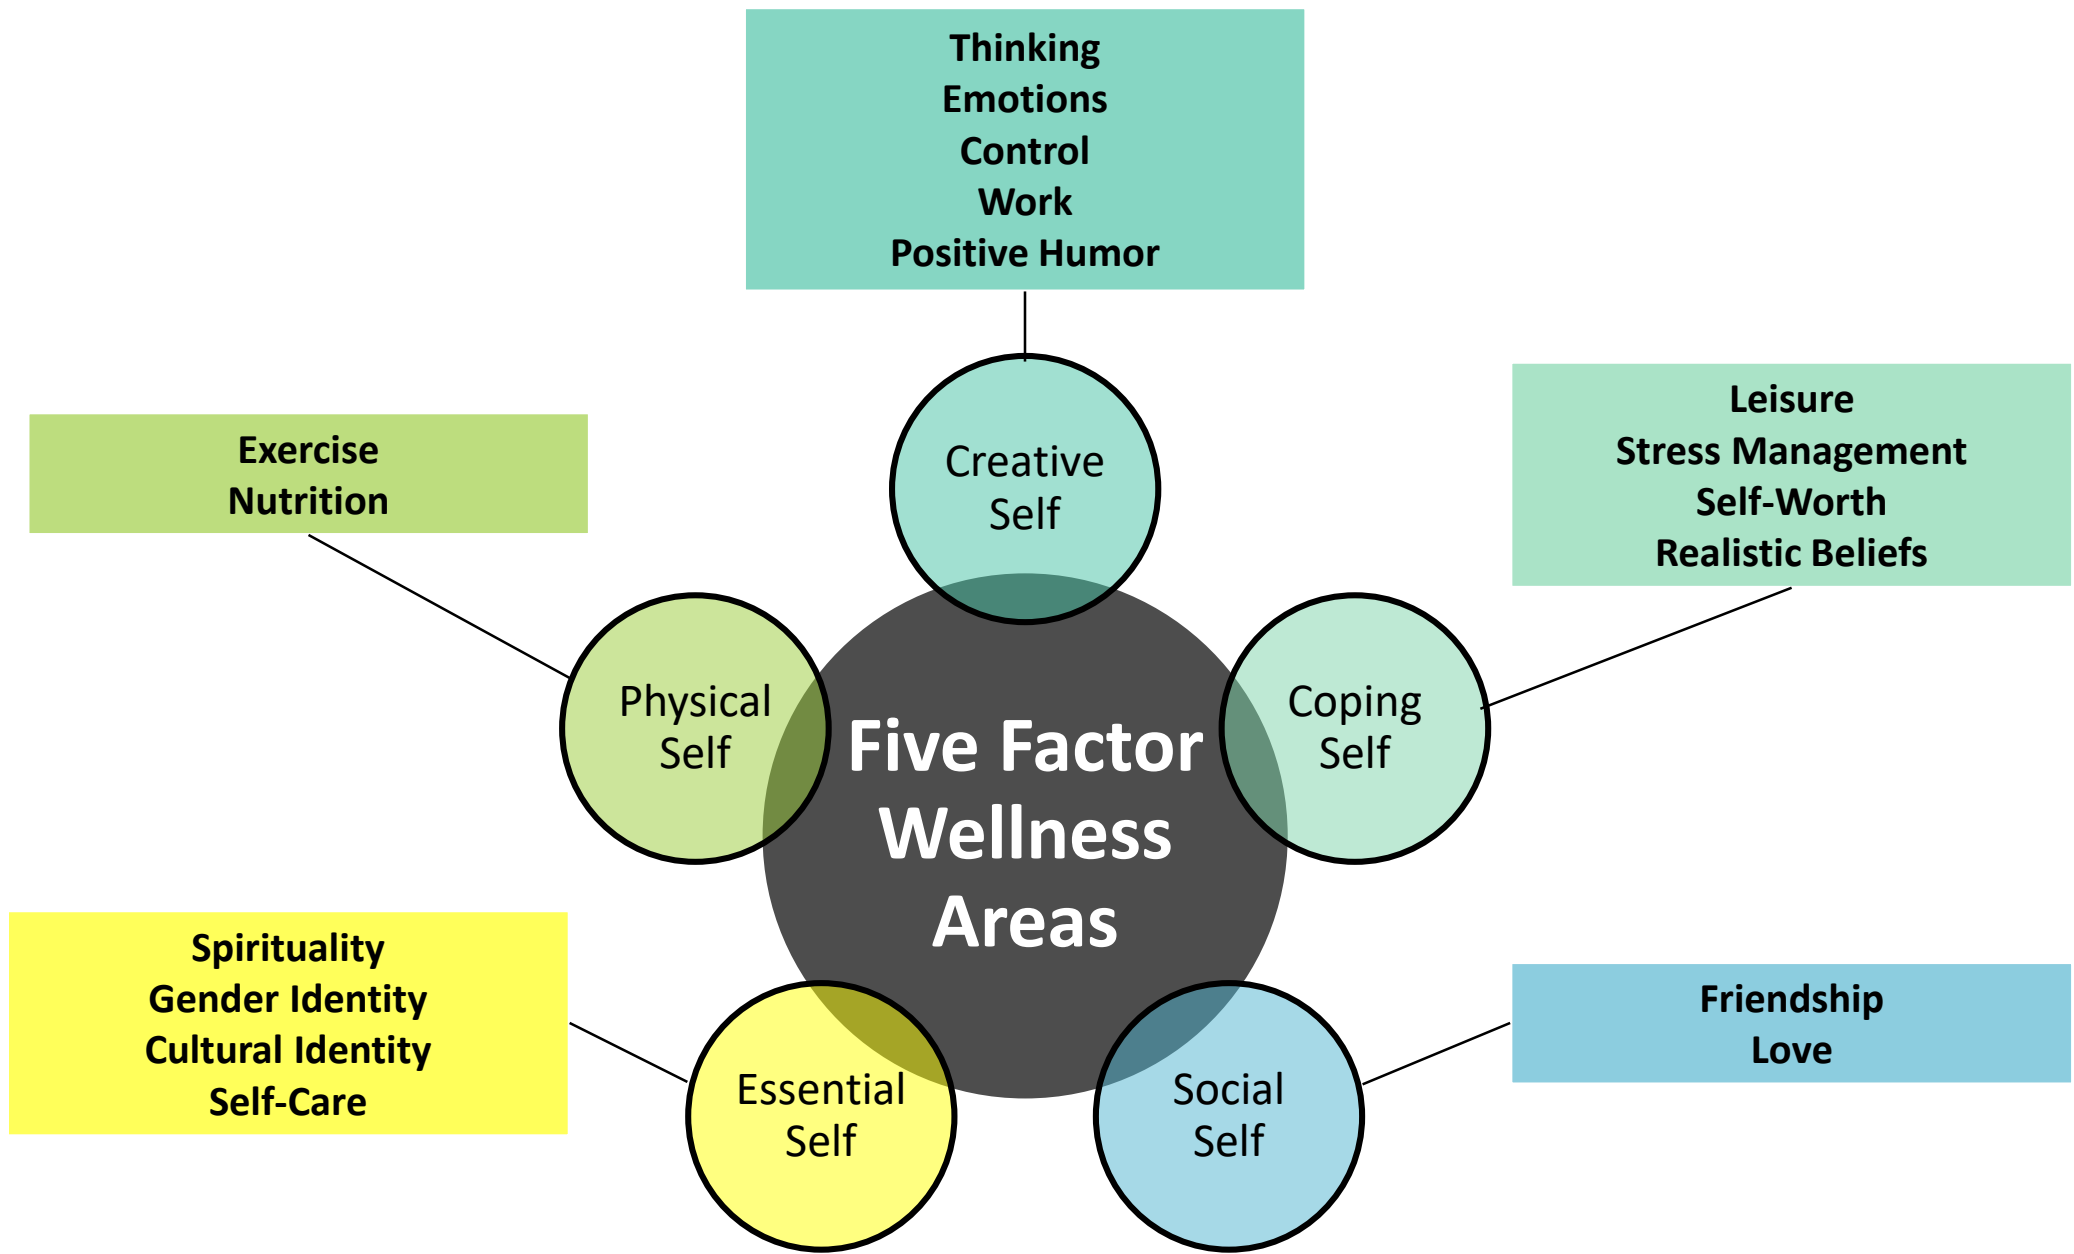 Thinking
Emotions
Control
Work
Positive Humor
Creative
Self
Leisure
Stress Management
Self-Worth
Realistic Beliefs
Exercise
Nutrition
Physical
Self
Coping
Self
Five Factor
Wellness
Areas
Spirituality
Gender Identity
Cultural Identity
Self-Care
Essential
Self
Social
Self
Friendship
Love